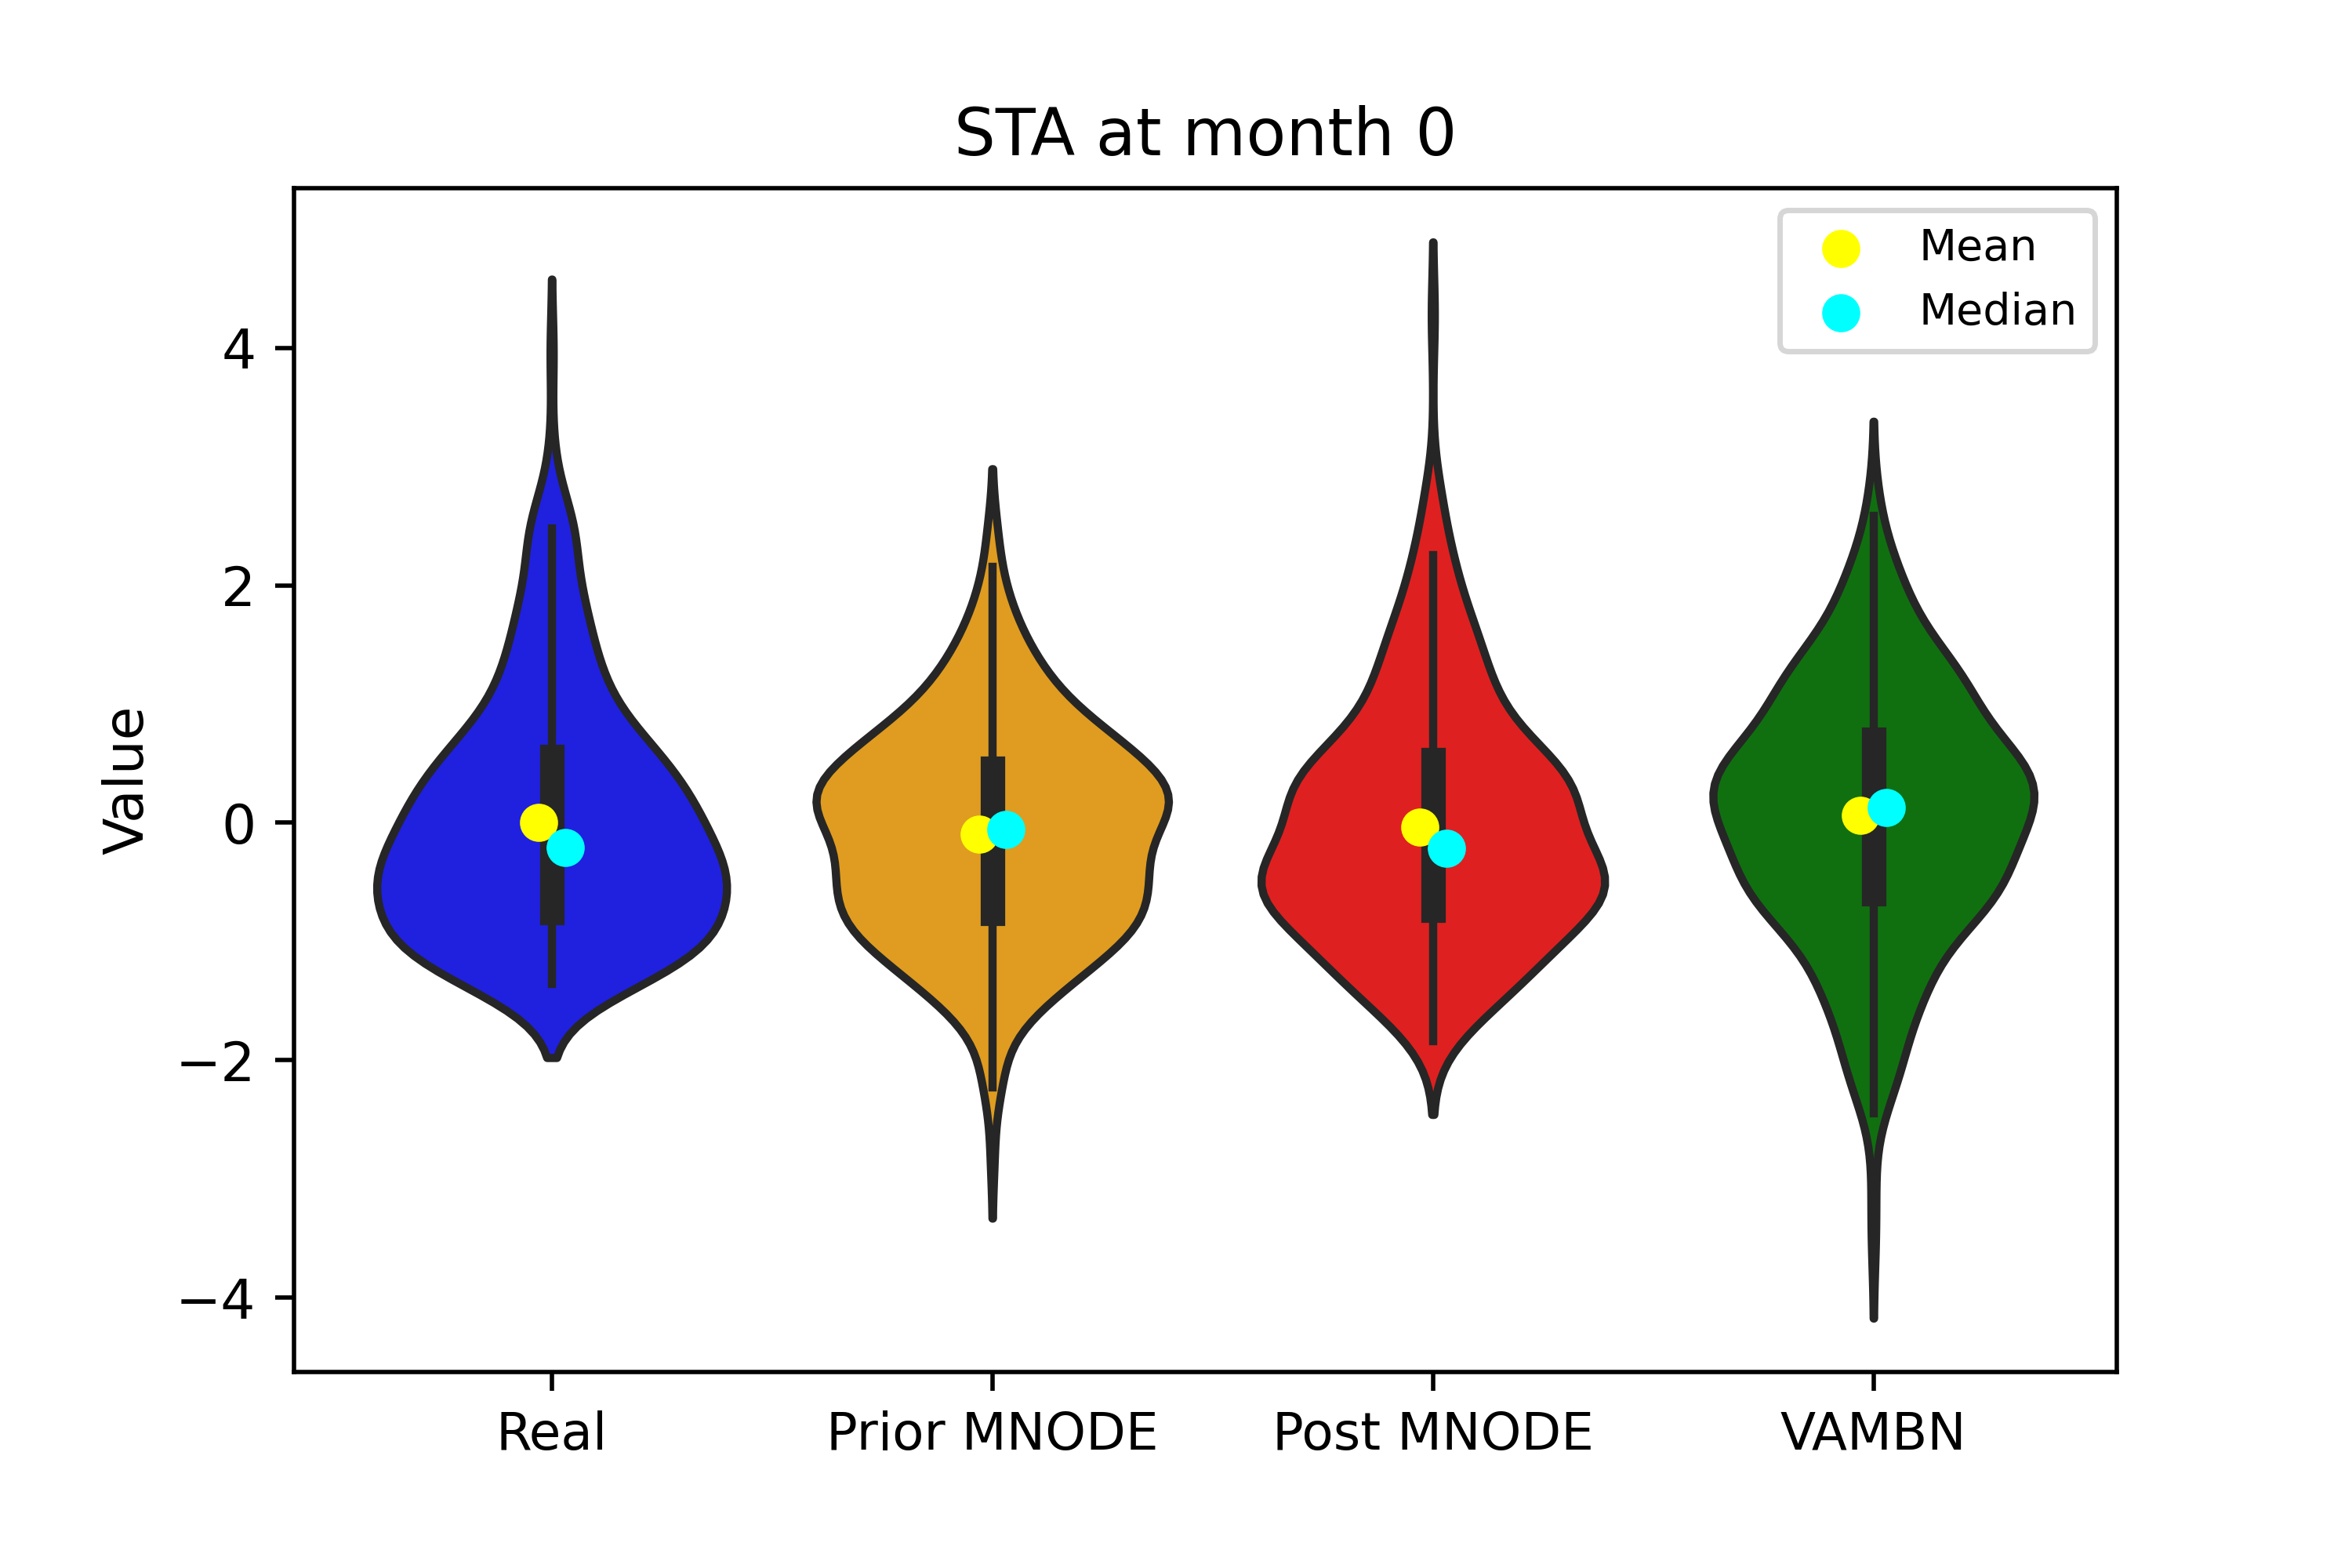 STA at month 0
Mean
Median
4
2
0
−2
−4
Value
Real
Prior MNODE
Post MNODE
VAMBN